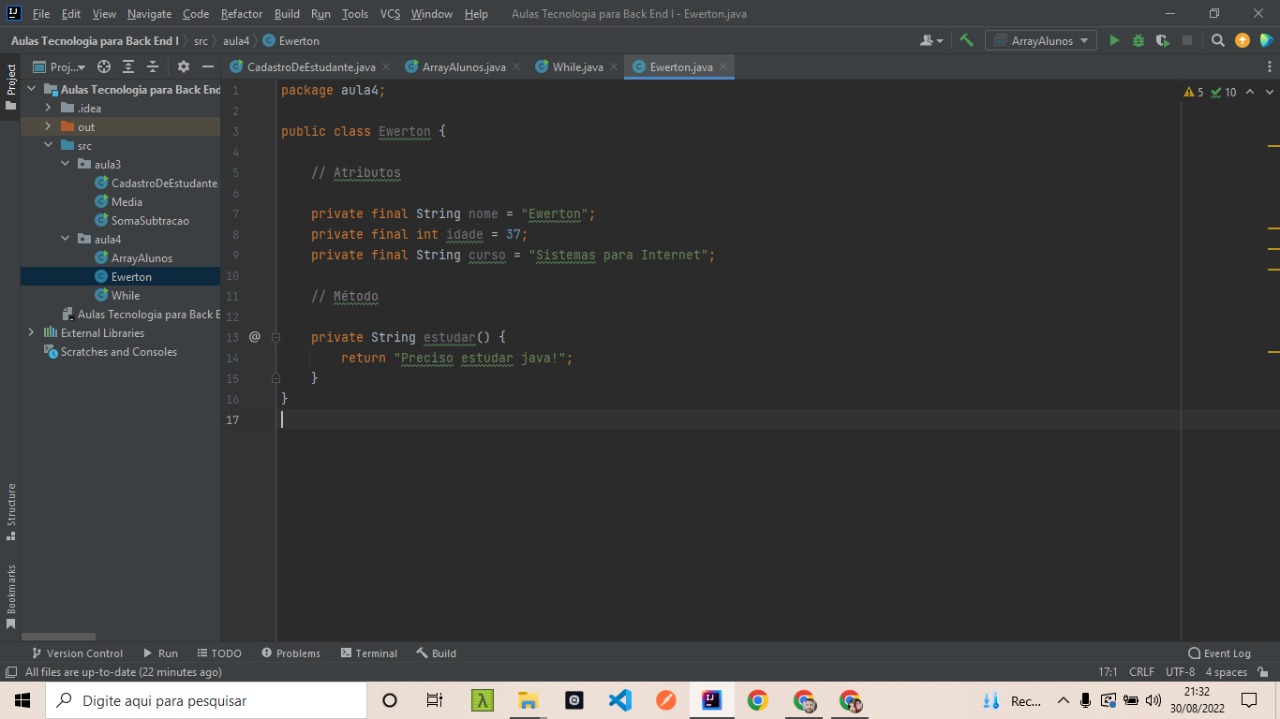 File Edit View Navigate Code Refactor Build Run Tools VCS Window Help Aulas Tecnologia para Back End I - Ewerton.java
Aulas Tecnologia para Back End I src aula4 Ewerton ArrayAlunos
Project
Proj... CadastroDeEstudante.java ArrayAlunos.java While.java Ewerton.java
Aulas Tecnologia para Back End
.idea
out
src
aula3
CadastroDeEstudante
Media
SomaSubtracao
aula4
ArrayAlunos
Ewerton
While
Aulas Tecnologia para Back E
External Libraries
Scratches and Consoles
5 10
1 package aula4;
2
3 public class Ewerton {
4
5 // Atributos
6
7 private final String nome = "Ewerton";
8 private final int idade = 37;
9 private final String curso = "Sistemas para Internet";
10
11 // Método
12
13 @ private String estudar() {
14 return "Preciso estudar java!";
15 }
16 }
17
Structure
Bookmarks
Version Control Run TODO Problems Terminal Build Event Log
All files are up-to-date (22 minutes ago) 17:1 CRLF UTF-8 4 spaces
Digite aqui para pesquisar Rec... 21:32
30/08/2022